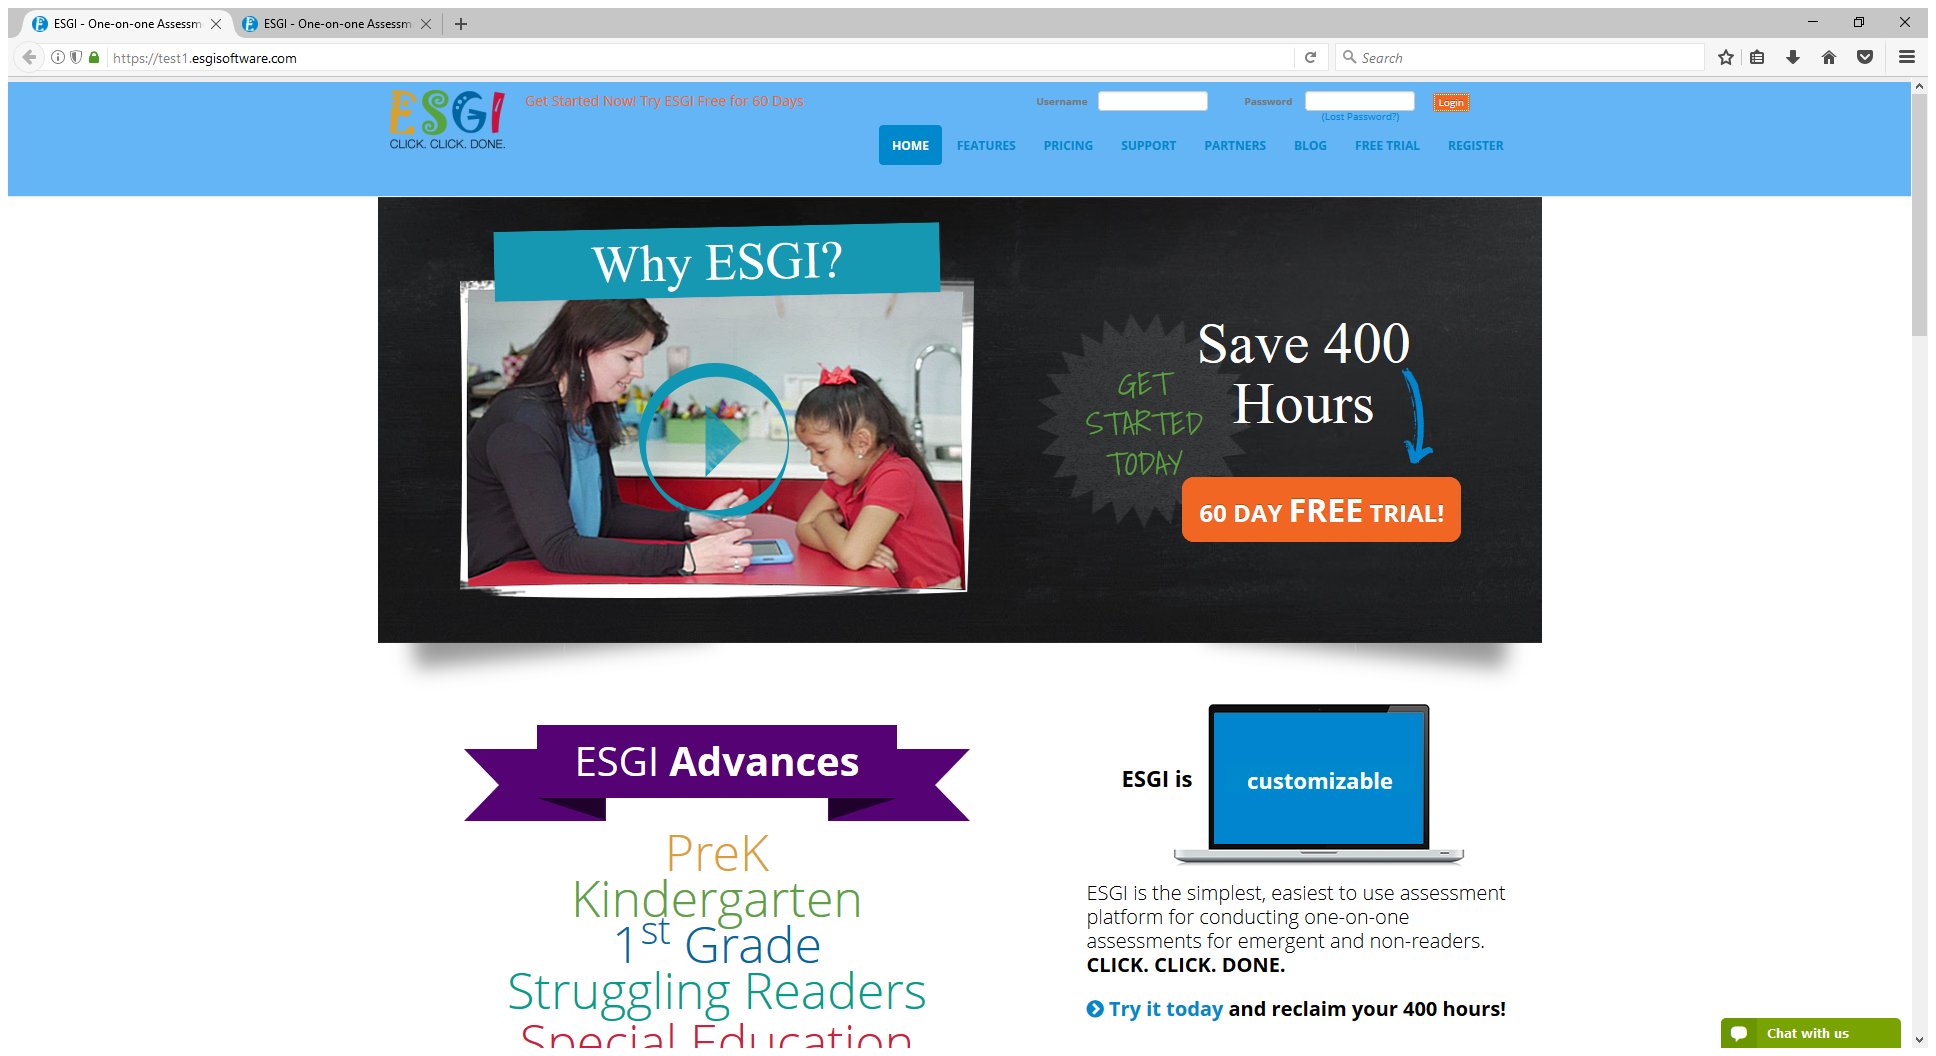 ESGI - One-on-one Assessm
ESGI - One-on-one Assessm
https://test1.esgisoftware.com
Search
ESGI
CLICK. CLICK. DONE.
Get Started Now! Try ESGI Free for 60 Days
Username
Password
Login
(Lost Password?)
HOME FEATURES PRICING SUPPORT PARTNERS BLOG FREE TRIAL REGISTER
Why ESGI?
GET
STARTED
TODAY
Save 400
Hours
60 DAY FREE TRIAL!
ESGI Advances
PreK
Kindergarten
1st Grade
Struggling Readers
Special Education
ESGI is
customizable
ESGI is the simplest, easiest to use assessment
platform for conducting one-on-one
assessments for emergent and non-readers.
CLICK. CLICK. DONE.
Try it today and reclaim your 400 hours!
Chat with us